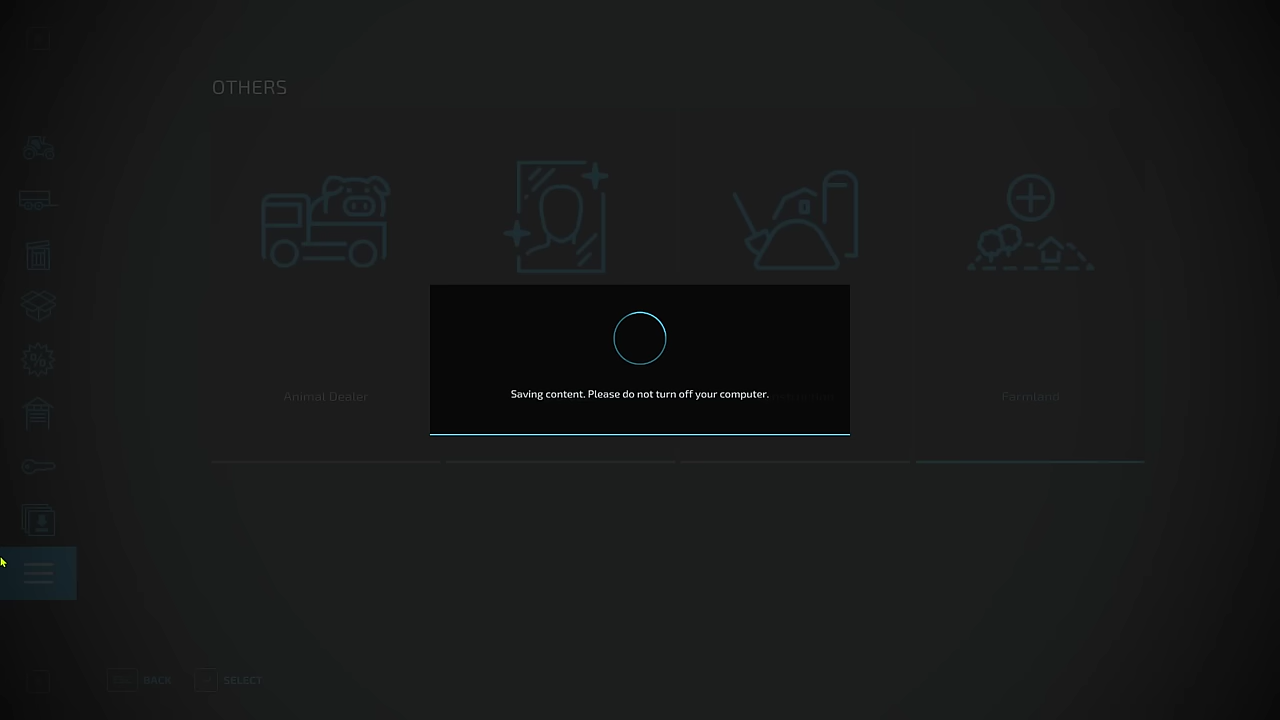 OTHERS
Saving content. Please do not turn off your computer.
Animal Dealer
Farmland
BACK
SELECT